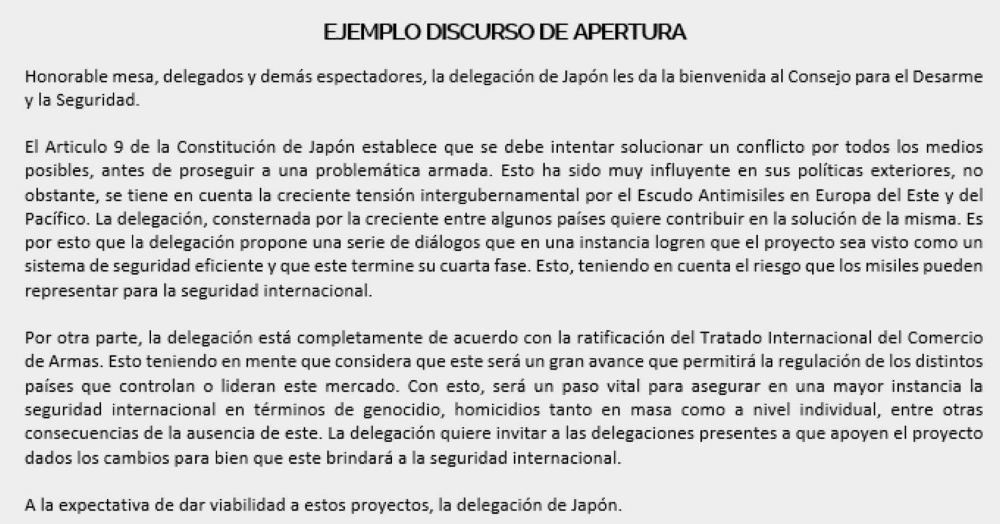 EJEMPLO DISCURSO DE APERTURA
Honorable mesa, delegados y demás espectadores, la delegación de Japón les da la bienvenida al Consejo para el Desarme
y la Seguridad.
El Articulo 9 de la Constitución de Japón establece que se debe intentar solucionar un conflicto por todos los medios
posibles, antes de proseguir a una problemática armada. Esto ha sido muy influyente en sus políticas exteriores, no
obstante, se tiene en cuenta la creciente tensión intergubernamental por el Escudo Antimisiles en Europa del Este y del
Pacífico. La delegación, consternada por la creciente entre algunos países quiere contribuir en la solución de la misma. Es
por esto que la delegación propone una serie de diálogos que en una instancia logren que el proyecto sea visto como un
sistema de seguridad eficiente y que este termine su cuarta fase. Esto, teniendo en cuenta el riesgo que los misiles pueden
representar para la seguridad internacional.
Por otra parte, la delegación está completamente de acuerdo con la ratificación del Tratado Internacional del Comercio
de Armas. Esto teniendo en mente que considera que este será un gran avance que permitirá la regulación de los distintos
países que controlan o lideran este mercado. Con esto, será un paso vital para asegurar en una mayor instancia la
seguridad internacional en términos de genocidio, homicidios tanto en masa como a nivel individual, entre otras
consecuencias de la ausencia de este. La delegación quiere invitar a las delegaciones presentes a que apoyen el proyecto
dados los cambios para bien que este brindará a la seguridad internacional.
A la expectativa de dar viabilidad a estos proyectos, la delegación de Japón.